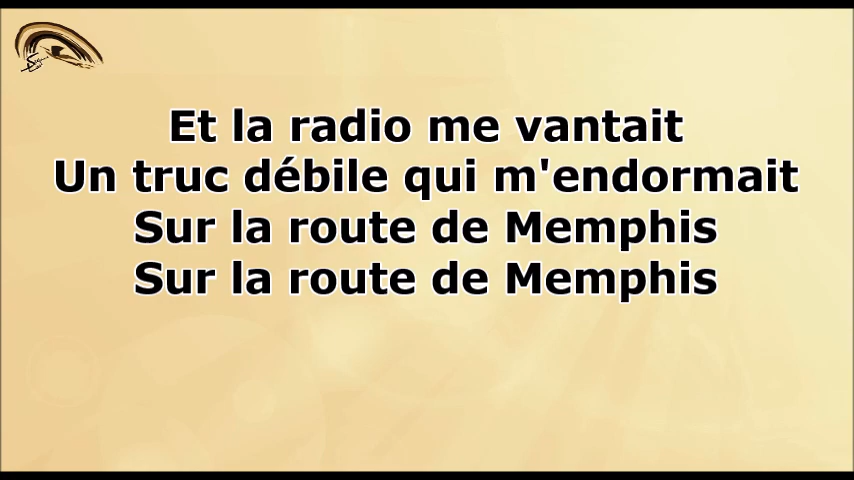 Et la radio me vantait
Un truc débile qui m'endormait
Sur la route de Memphis
Sur la route de Memphis